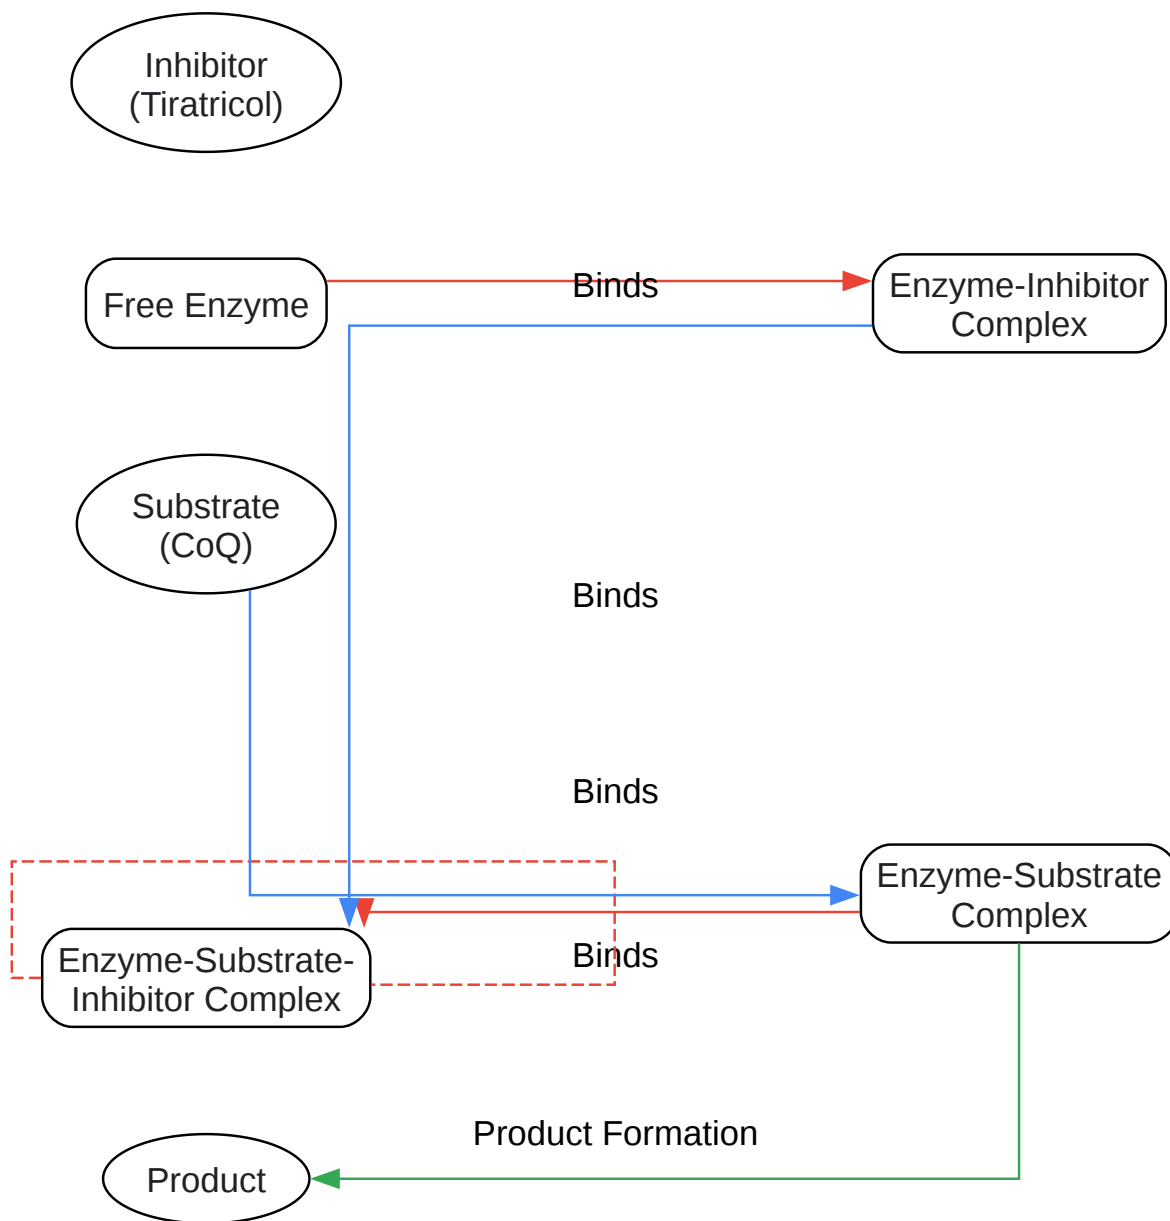 Inhibitor
(Tiratricol)
Free Enzyme
Binds
Enzyme-Inhibitor
Complex
Substrate
(CoQ)
Binds
Binds
Enzyme-Substrate
Complex
Enzyme-Substrate-
Inhibitor Complex
Binds
Product Formation
Product